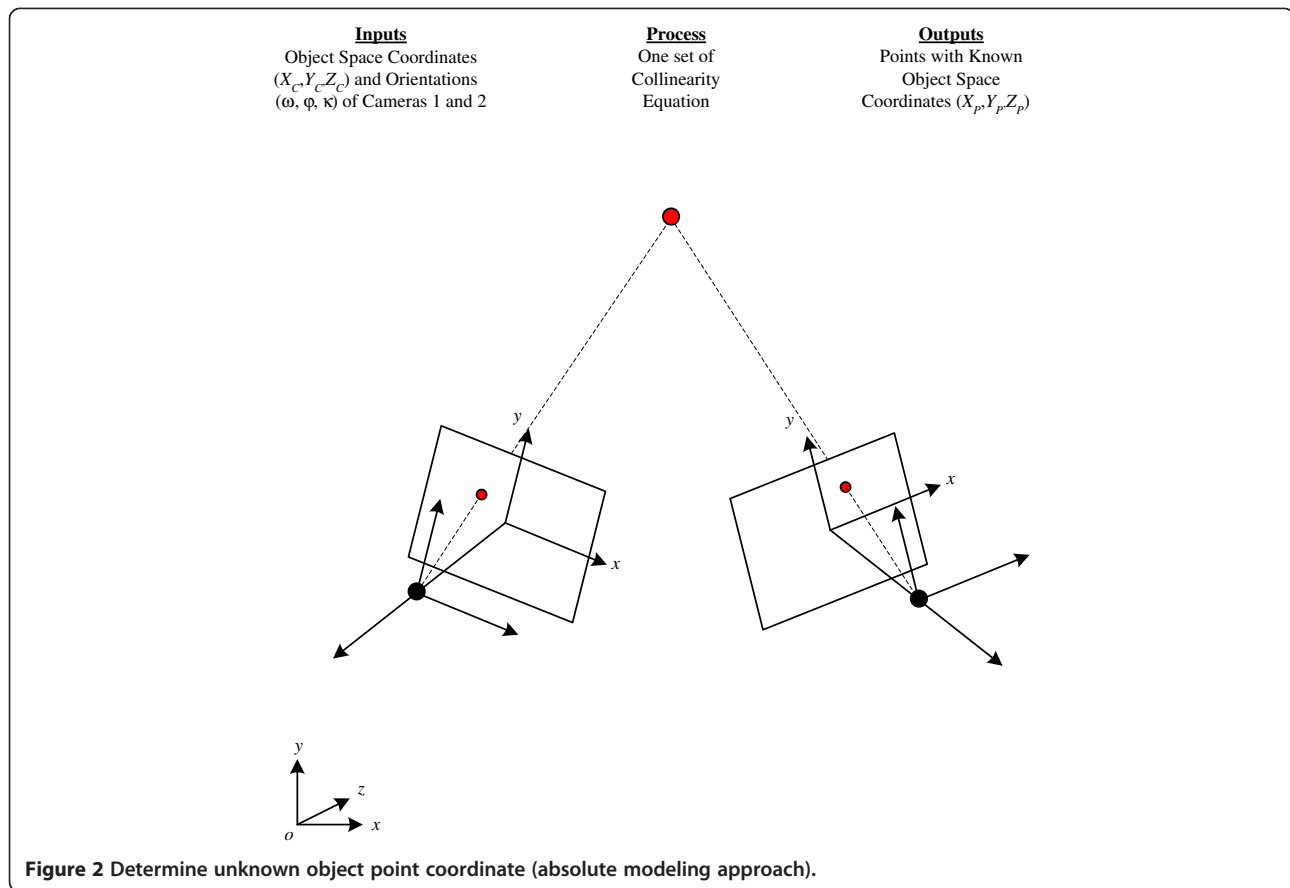 Inputs
Object Space Coordinates
(X_C,Y_C,Z_C) and Orientations
(ω, φ, κ) of Cameras 1 and 2
Process
One set of
Collinearity
Equation
Outputs
Points with Known
Object Space
Coordinates (X_P,Y_P,Z_P)
y
x
y
x
y
z
x
o
Figure 2 Determine unknown object point coordinate (absolute modeling approach).